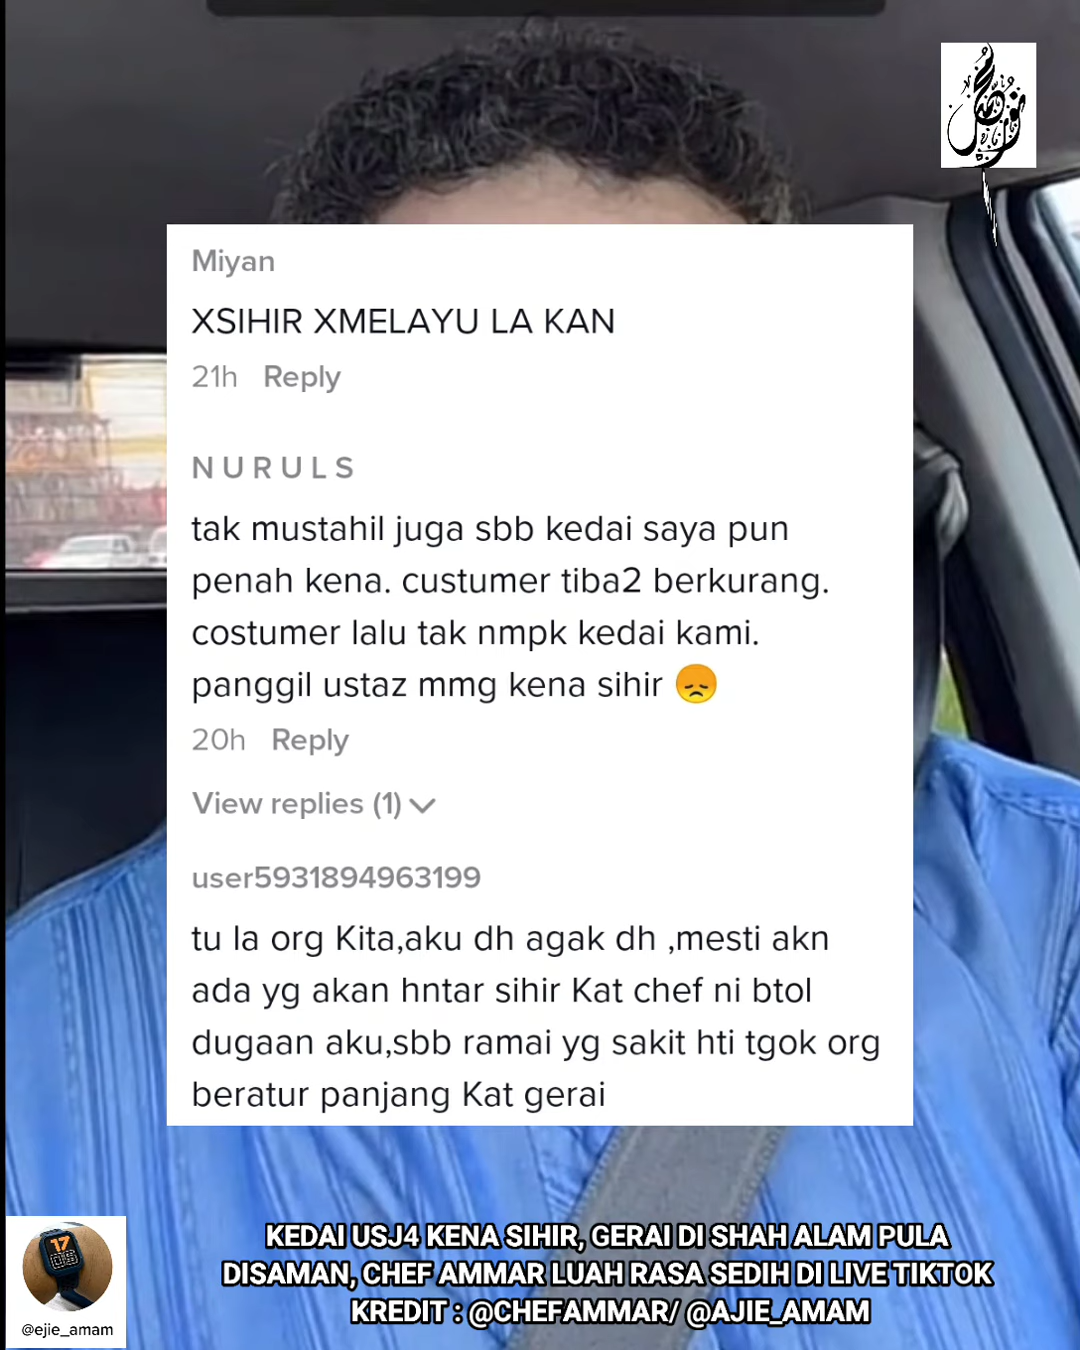 Miyan
XSIHIR XMELAYU LA KAN
21h Reply
N U R U L S
tak mustahil juga sbb kedai saya pun
penah kena. custumer tiba2 berkurang.
costumer lalu tak nmpk kedai kami.
panggil ustaz mmg kena sihir 😞
20h Reply
View replies (1)
user5931894963199
tu la org Kita,aku dh agak dh ,mesti akn
ada yg akan hntar sihir Kat chef ni btol
dugaan aku,sbb ramai yg sakit hti tgok org
beratur panjang Kat gerai
KEDAI USJ4 KENA SIHIR, GERAI DI SHAH ALAM PULA
DISAMAN, CHEF AMMAR LUAH RASA SEDIH DI LIVE TIKTOK
KREDIT : @CHEFAMMAR/ @AJIE_AMAM
17
@ejie_amam